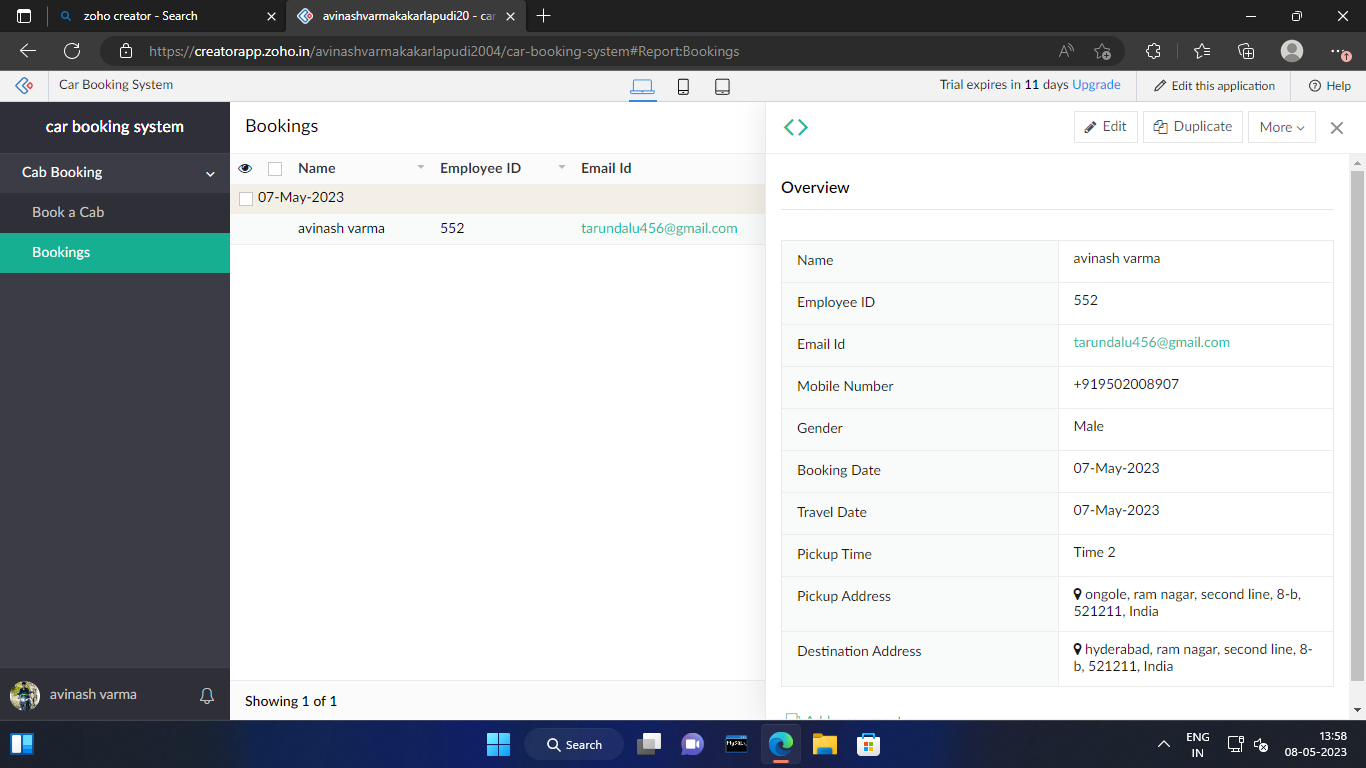 zoho creator - Search
avinashvarmakakarlapudi20 - car
https://creatorapp.zoho.in/avinashvarmakakarlapudi2004/car-booking-system#Report:Bookings
Car Booking System
Trial expires in 11 days Upgrade
Edit this application
Help
car booking system
Cab Booking
Book a Cab
Bookings
avinash varma
Bookings
Name Employee ID Email Id
07-May-2023
avinash varma 552 tarundalu456@gmail.com
Showing 1 of 1
Edit Duplicate More
Overview
Name avinash varma
Employee ID 552
Email Id tarundalu456@gmail.com
Mobile Number +919502008907
Gender Male
Booking Date 07-May-2023
Travel Date 07-May-2023
Pickup Time Time 2
Pickup Address ongole, ram nagar, second line, 8-b,
521211, India
Destination Address hyderabad, ram nagar, second line, 8-
b, 521211, India
Search
MySQL
ENG
IN
13:58
08-05-2023